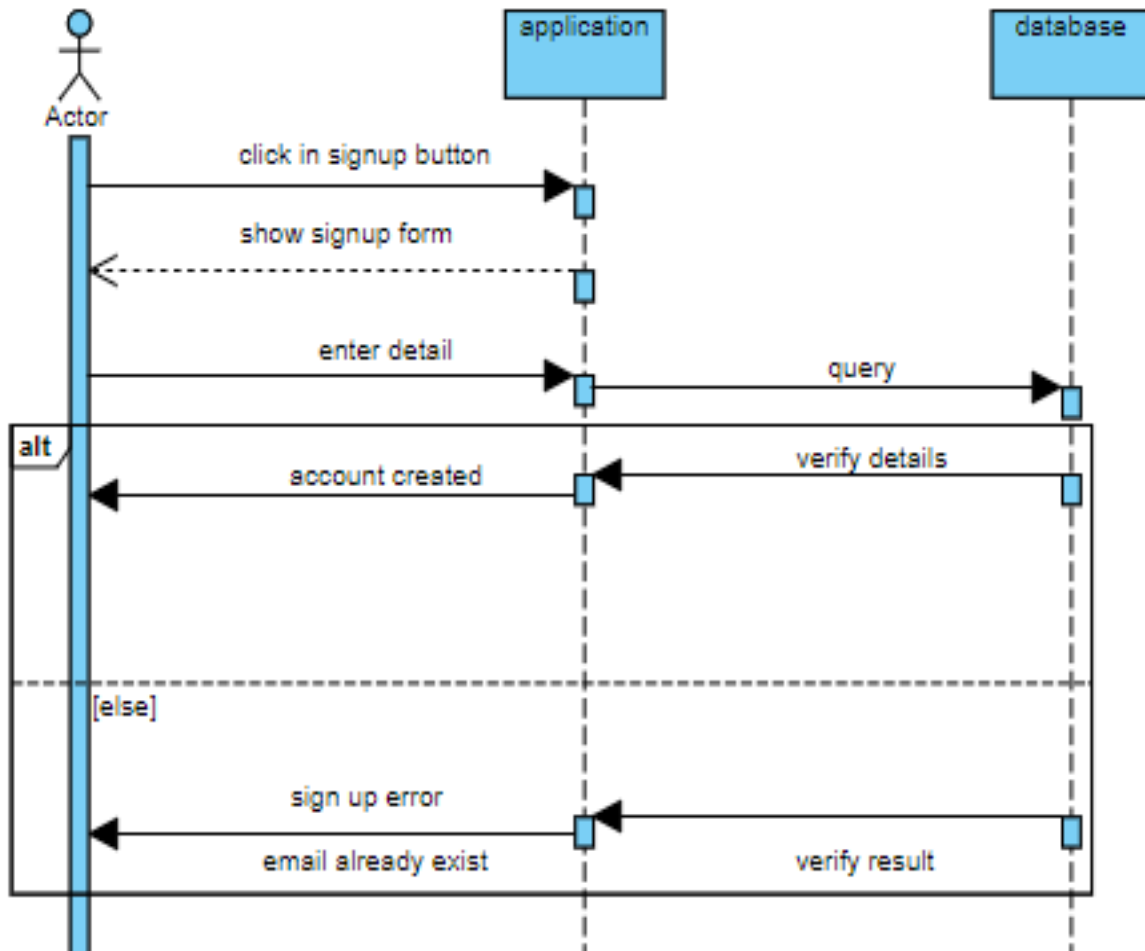 application
database
Actor
click in signup button
show signup form
enter detail
query
alt
verify details
account created
[else]
sign up error
email already exist
verify result